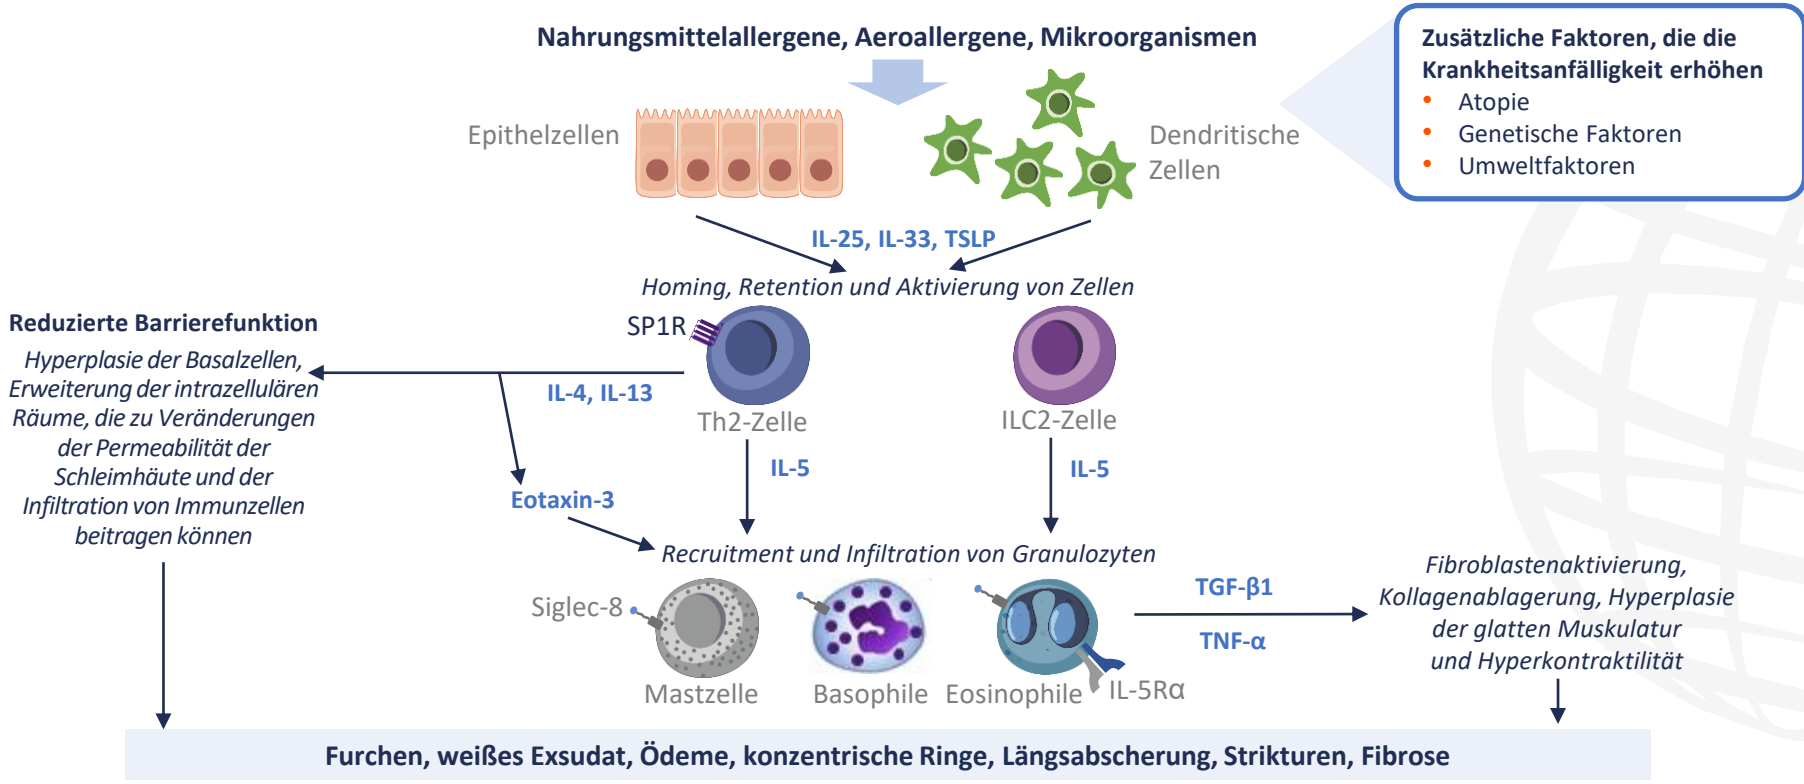 Nahrungsmittelallergene, Aeroallergene, Mikroorganismen
Zusätzliche Faktoren, die die
Krankheitsanfälligkeit erhöhen
• Atopie
• Genetische Faktoren
• Umweltfaktoren
Epithelzellen
Dendritische
Zellen
IL-25, IL-33, TSLP
Homing, Retention und Aktivierung von Zellen
Reduzierte Barrierefunktion
Hyperplasie der Basalzellen,
Erweiterung der intrazellulären
Räume, die zu Veränderungen
der Permeabilität der
Schleimhäute und der
Infiltration von Immunzellen
beitragen können
SP1R
IL-4, IL-13
Th2-Zelle
ILC2-Zelle
IL-5
IL-5
Eotaxin-3
Recruitment und Infiltration von Granulozyten
Siglec-8
Mastzelle
Basophile
Eosinophile
IL-5Rα
TGF-β1
TNF-α
Fibroblastenaktivierung,
Kollagenablagerung, Hyperplasie
der glatten Muskulatur
und Hyperkontraktilität
Furchen, weißes Exsudat, Ödeme, konzentrische Ringe, Längsabscherung, Strikturen, Fibrose